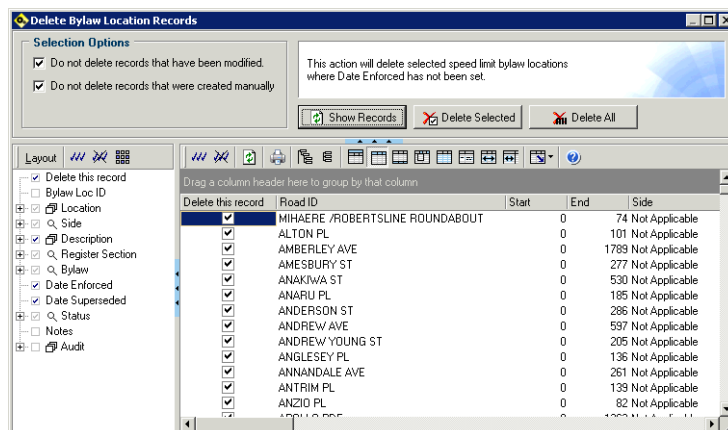 Delete Bylaw Location Records
Selection Options
Do not delete records that have been modified.
Do not delete records that were created manually
This action will delete selected speed limit bylaw locations
where Date Enforced has not been set.
Show Records Delete Selected Delete All
Layout
Delete this record
Bylaw Loc ID
Location
Side
Description
Register Section
Bylaw
Date Enforced
Date Superseded
Status
Notes
Audit
Drag a column header here to group by that column
Delete this record Road ID Start End Side
MIHAERE /ROBERTSLINE ROUNDABOUT 0 74 Not Applicable
ALTON PL 0 101 Not Applicable
AMBERLEY AVE 0 1789 Not Applicable
AMESBURY ST 0 277 Not Applicable
ANAKIWA ST 0 530 Not Applicable
ANARU PL 0 185 Not Applicable
ANDERSON ST 0 286 Not Applicable
ANDREW AVE 0 597 Not Applicable
ANDREW YOUNG ST 0 205 Not Applicable
ANGLESEY PL 0 136 Not Applicable
ANNANDALE AVE 0 261 Not Applicable
ANTRIM PL 0 139 Not Applicable
ANZIO PL 0 82 Not Applicable